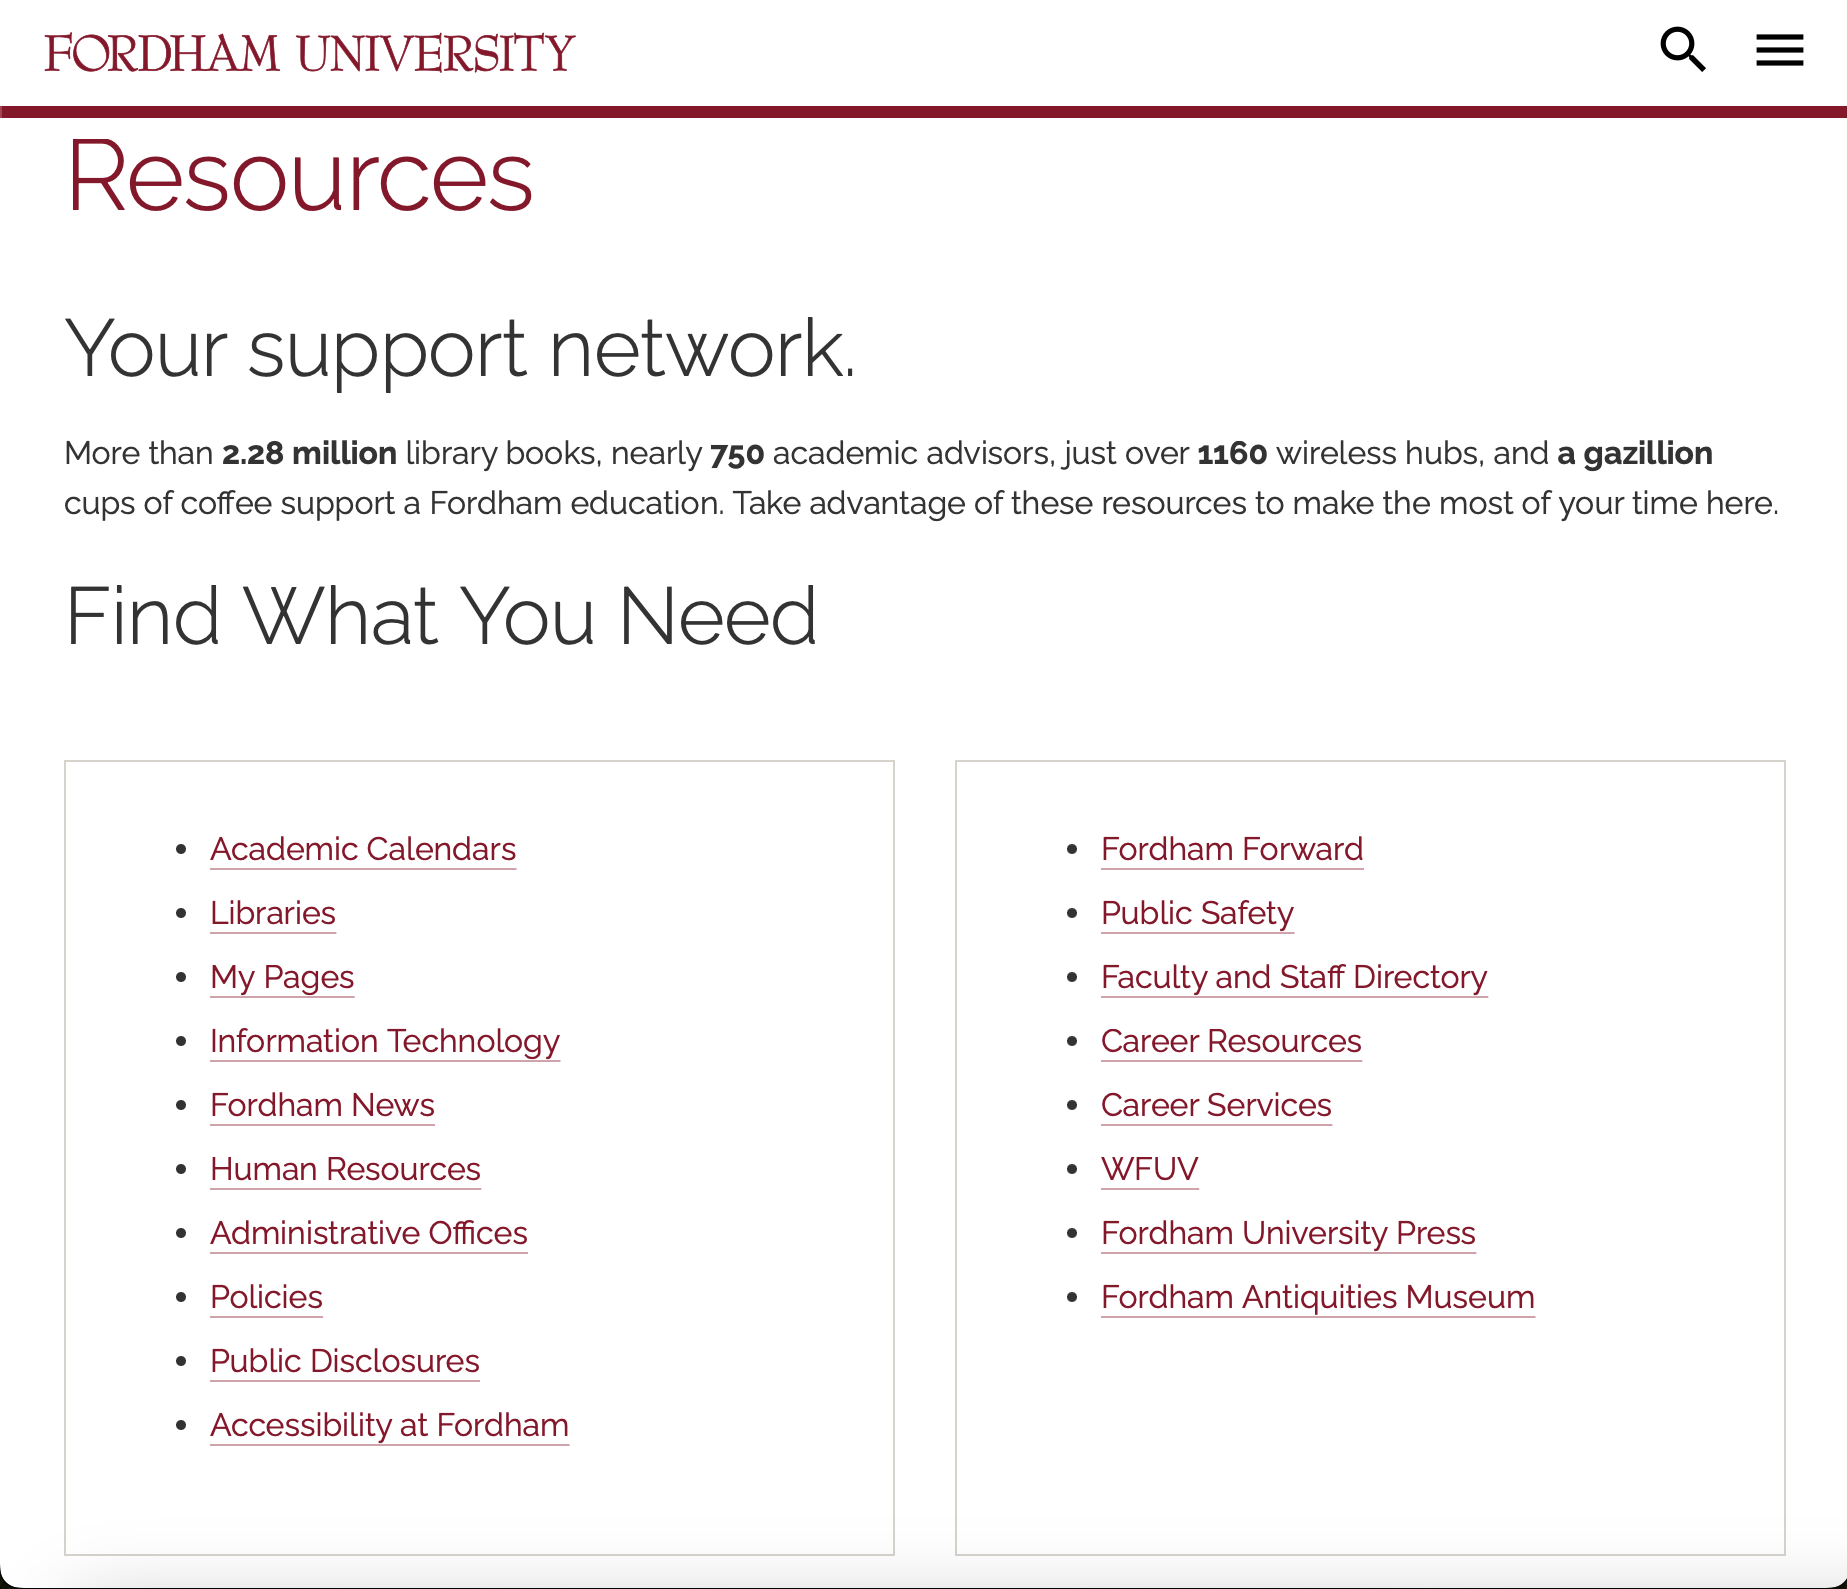 FORDHAM UNIVERSITY
Resources
Your support network.
More than 2.28 million library books, nearly 750 academic advisors, just over 1160 wireless hubs, and a gazillion
cups of coffee support a Fordham education. Take advantage of these resources to make the most of your time here.
Find What You Need
Academic Calendars
Libraries
My Pages
Information Technology
Fordham News
Human Resources
Administrative Offices
Policies
Public Disclosures
Accessibility at Fordham
Fordham Forward
Public Safety
Faculty and Staff Directory
Career Resources
Career Services
WFUV
Fordham University Press
Fordham Antiquities Museum